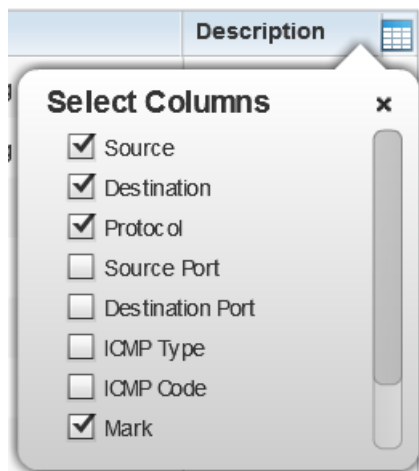 Description
Select Columns
Source
Destination
Protocol
Source Port
Destination Port
ICMP Type
ICMP Code
Mark